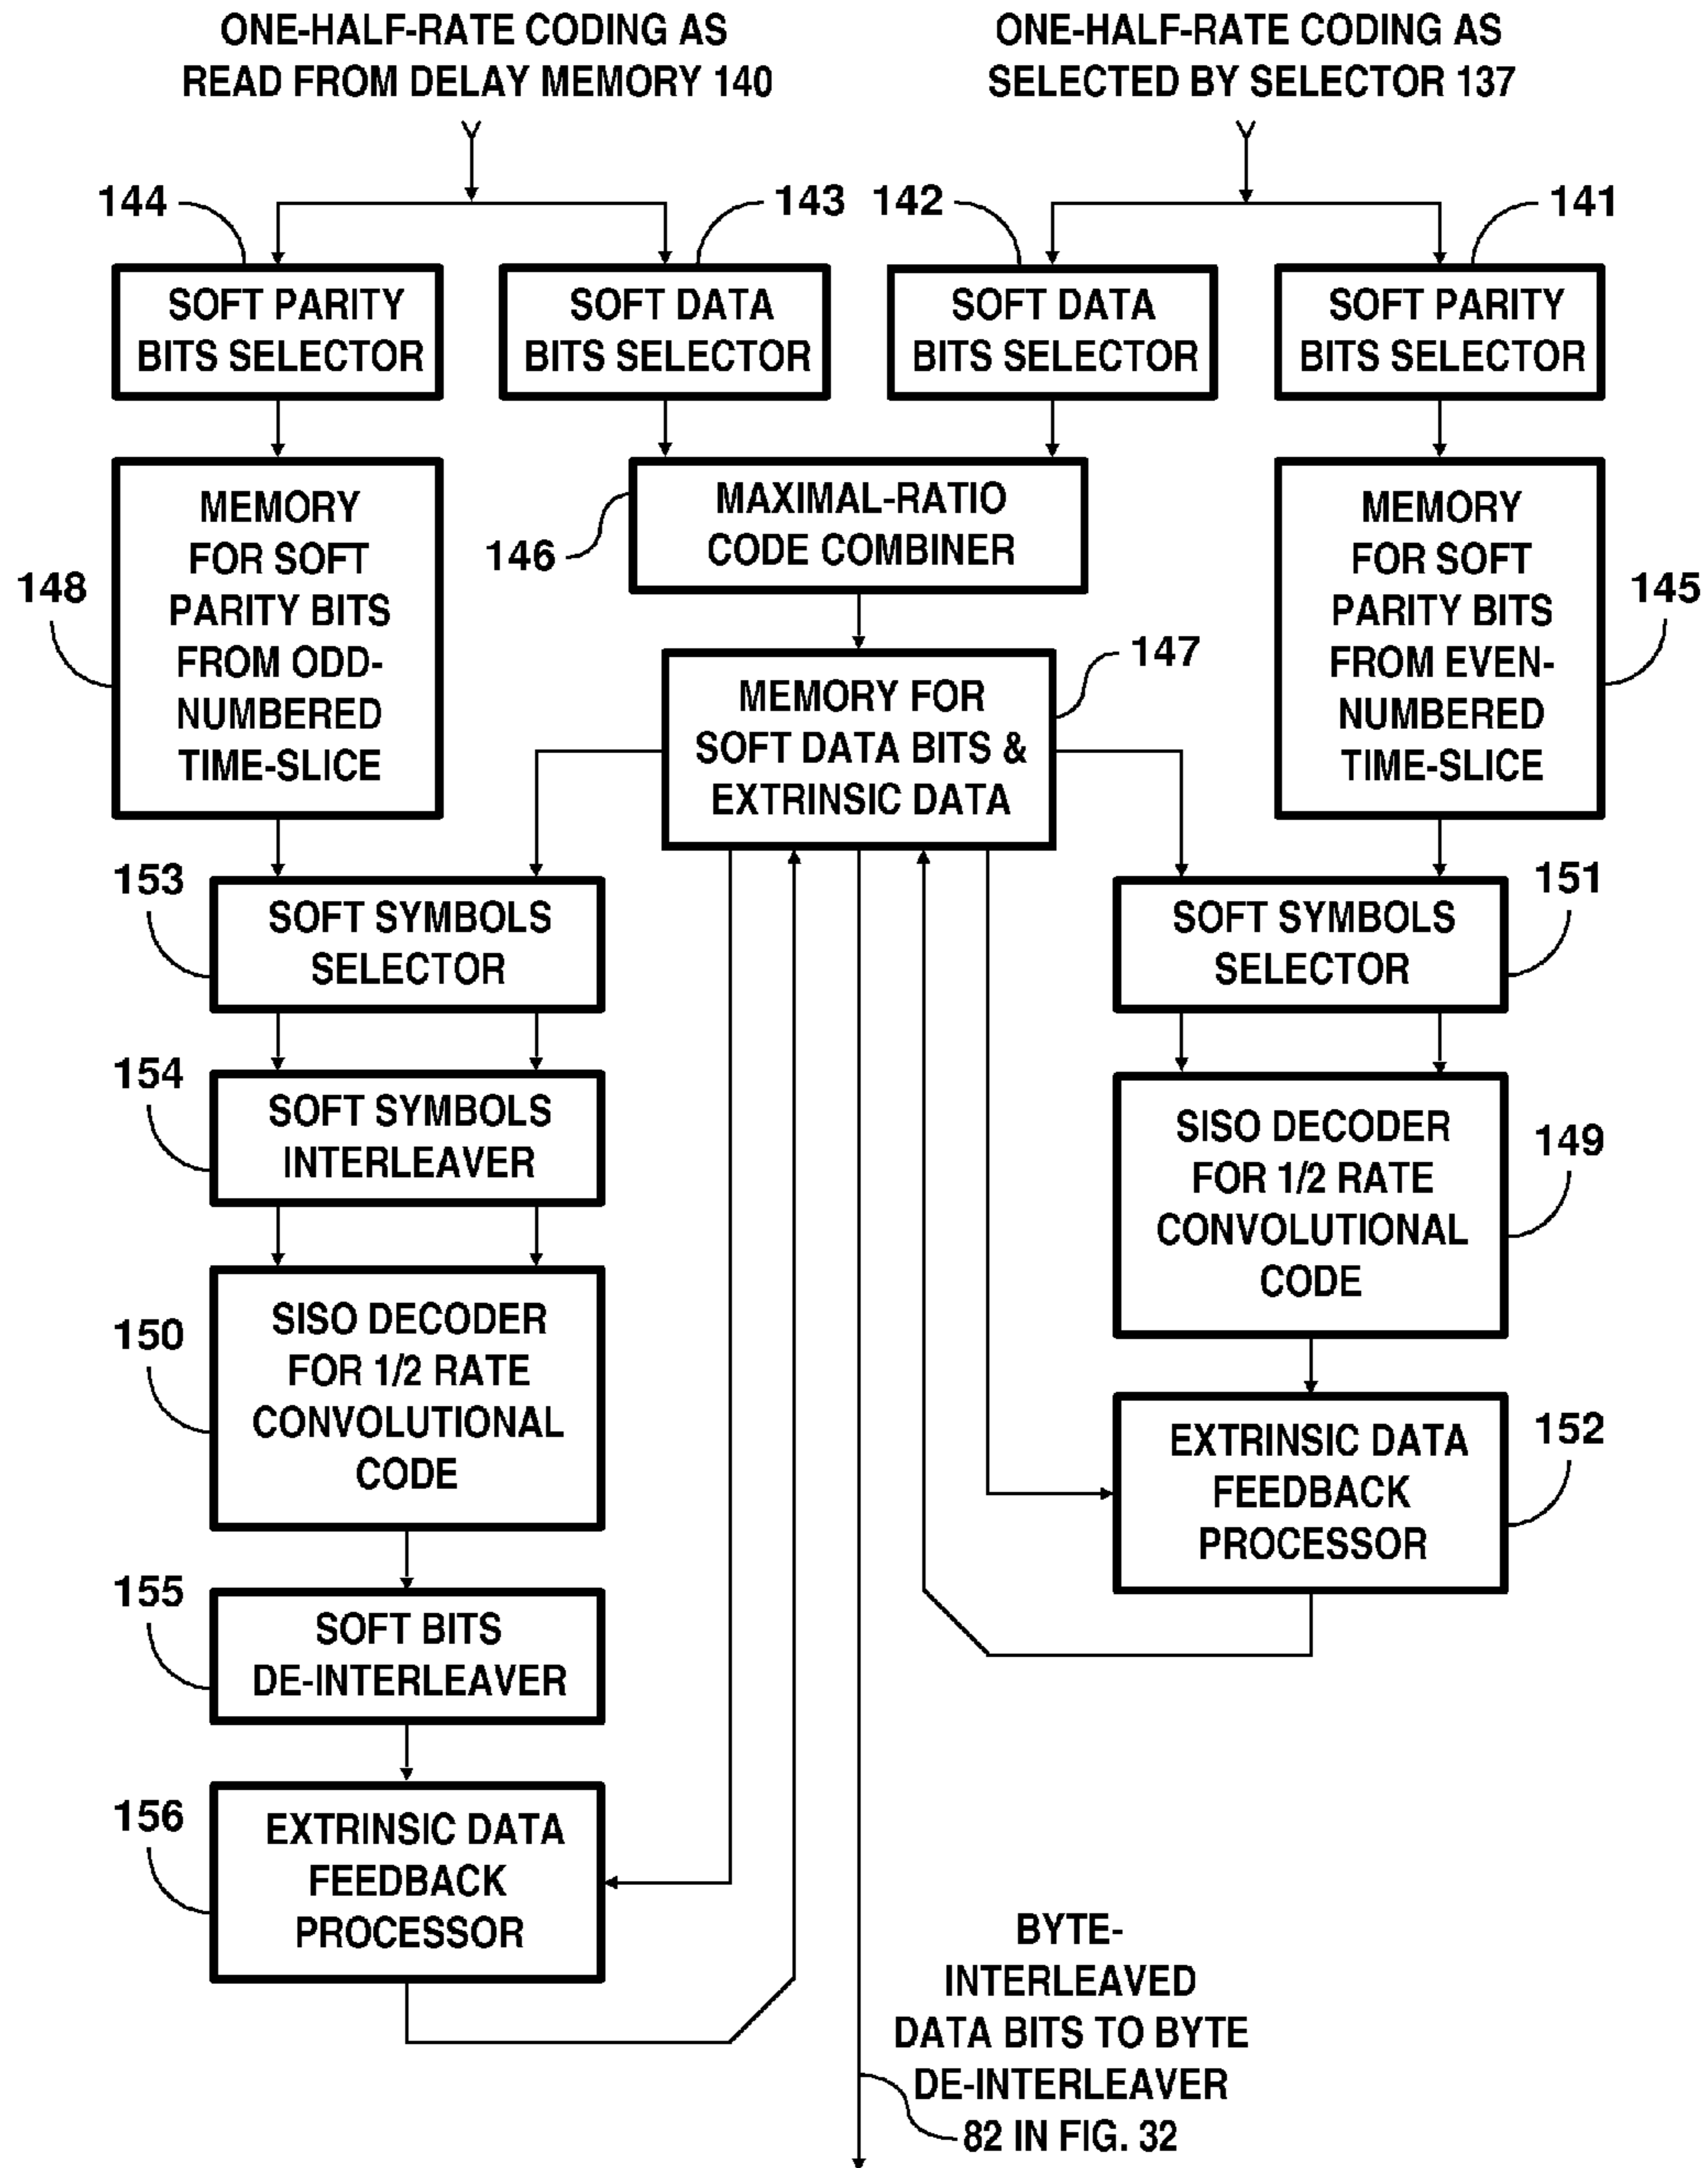 ONE-HALF-RATE CODING AS
READ FROM DELAY MEMORY 140
ONE-HALF-RATE CODING AS
SELECTED BY SELECTOR 137
144
143
142
141
SOFT PARITY
BITS SELECTOR
SOFT DATA
BITS SELECTOR
SOFT DATA
BITS SELECTOR
SOFT PARITY
BITS SELECTOR
148
MEMORY
FOR SOFT
PARITY BITS
FROM ODD-
NUMBERED
TIME-SLICE
146
MAXIMAL-RATIO
CODE COMBINER
145
MEMORY
FOR SOFT
PARITY BITS
FROM EVEN-
NUMBERED
TIME-SLICE
147
MEMORY FOR
SOFT DATA BITS &
EXTRINSIC DATA
153
SOFT SYMBOLS
SELECTOR
151
SOFT SYMBOLS
SELECTOR
154
SOFT SYMBOLS
INTERLEAVER
149
SISO DECODER
FOR 1/2 RATE
CONVOLUTIONAL
CODE
150
SISO DECODER
FOR 1/2 RATE
CONVOLUTIONAL
CODE
152
EXTRINSIC DATA
FEEDBACK
PROCESSOR
155
SOFT BITS
DE-INTERLEAVER
156
EXTRINSIC DATA
FEEDBACK
PROCESSOR
BYTE-
INTERLEAVED
DATA BITS TO BYTE
DE-INTERLEAVER
82 IN FIG. 32